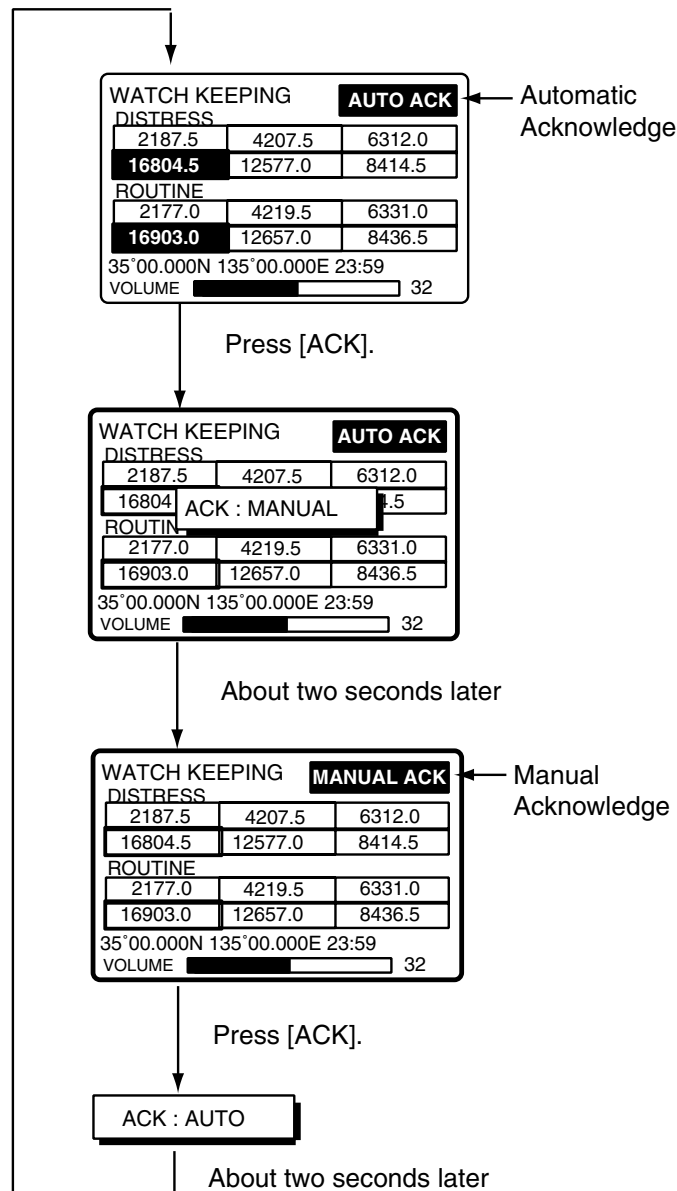 WATCH KEEPING AUTO ACK
Automatic
Acknowledge
DISTRESS
2187.5 4207.5 6312.0
16804.5 12577.0 8414.5
ROUTINE
2177.0 4219.5 6331.0
16903.0 12657.0 8436.5
35°00.000N 135°00.000E 23:59
VOLUME 32
Press [ACK].
WATCH KEEPING AUTO ACK
DISTRESS
2187.5 4207.5 6312.0
16804 ACK : MANUAL .5
ROUTIN
2177.0 4219.5 6331.0
16903.0 12657.0 8436.5
35°00.000N 135°00.000E 23:59
VOLUME 32
About two seconds later
WATCH KEEPING MANUAL ACK
Manual
Acknowledge
DISTRESS
2187.5 4207.5 6312.0
16804.5 12577.0 8414.5
ROUTINE
2177.0 4219.5 6331.0
16903.0 12657.0 8436.5
35°00.000N 135°00.000E 23:59
VOLUME 32
Press [ACK].
ACK : AUTO
About two seconds later